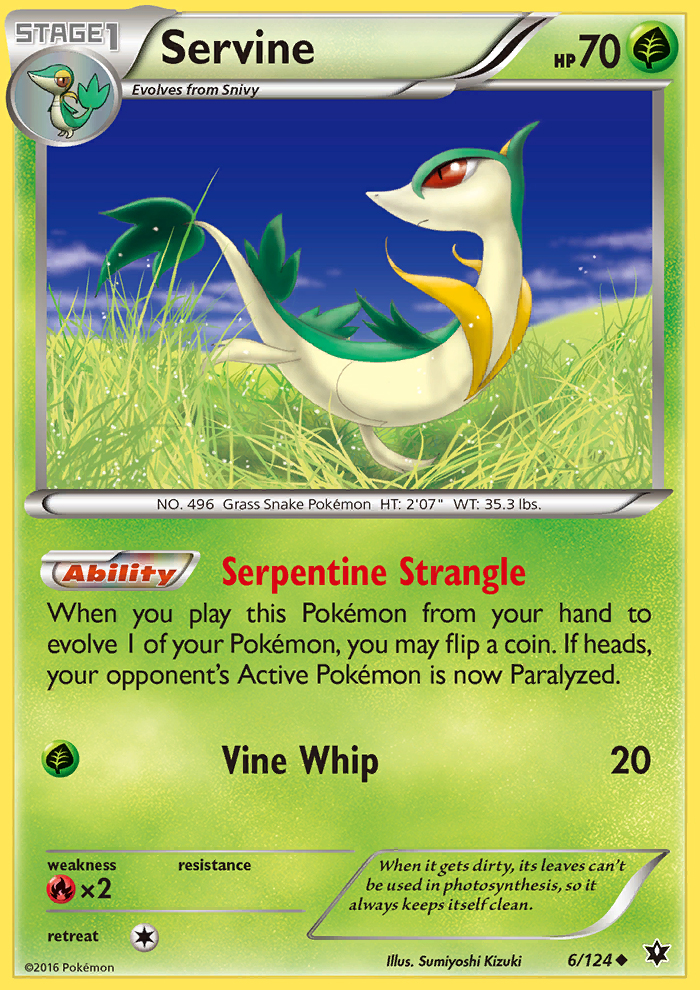 STAGE1
Servine
HP70
Evolves from Snivy
NO. 496 Grass Snake Pokémon HT: 2'07" WT: 35.3 lbs.
Ability Serpentine Strangle
When you play this Pokémon from your hand to
evolve 1 of your Pokémon, you may flip a coin. If heads,
your opponent's Active Pokémon is now Paralyzed.
Vine Whip 20
weakness resistance
×2
When it gets dirty, its leaves can't
be used in photosynthesis, so it
always keeps itself clean.
retreat
©2016 Pokémon
Illus. Sumiyoshi Kizuki
6/124